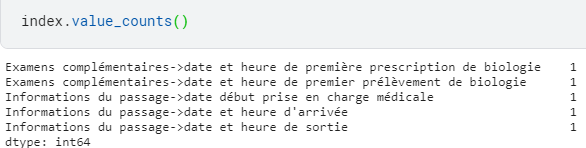 index.value_counts()
Examens complémentaires->date et heure de première prescription de biologie    1
Examens complémentaires->date et heure de premier prélèvement de biologie    1
Informations du passage->date début prise en charge médicale    1
Informations du passage->date et heure d'arrivée    1
Informations du passage->date et heure de sortie    1
dtype: int64